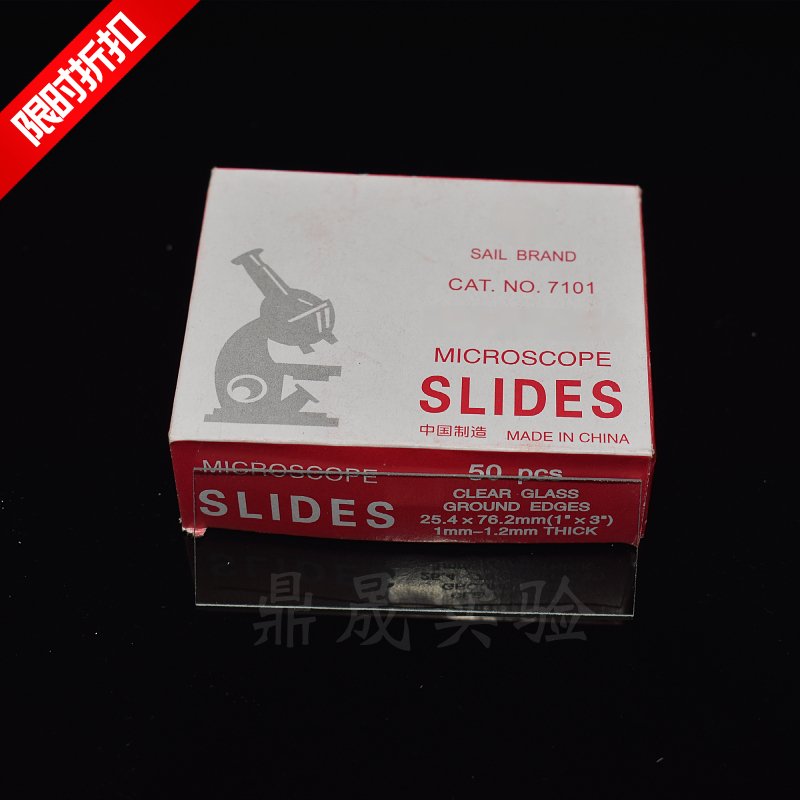 限时折扣
SAIL BRAND
CAT. NO. 7101
MICROSCOPE
SLIDES
中国制造 MADE IN CHINA
MICROSCOPE
SLIDES
50 pcs
CLEAR GLASS
GROUND EDGES
25.4 x 76.2mm(1" x 3")
1mm-1.2mm THICK
鼎晟实验